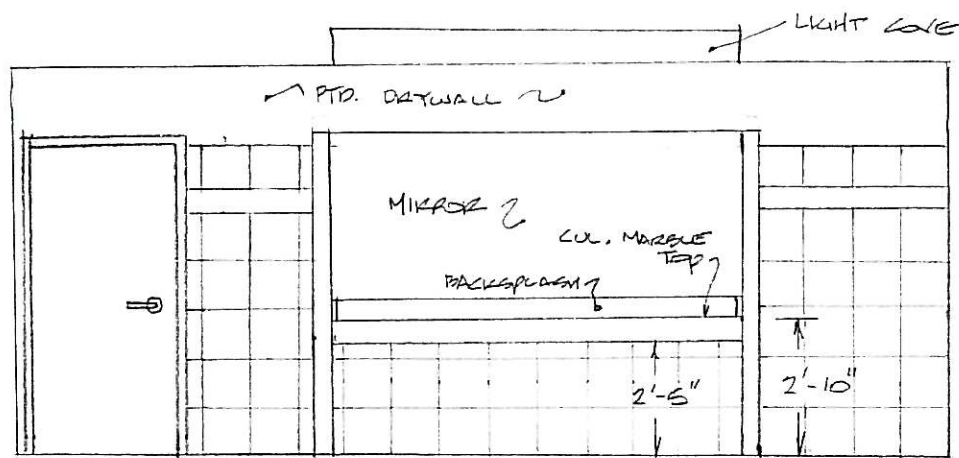 LIGHT COVE
PTD. DRYWALL
MIRROR
CUL. MARBLE
TOP
BACKSPLASH
2'-5"
2'-10"